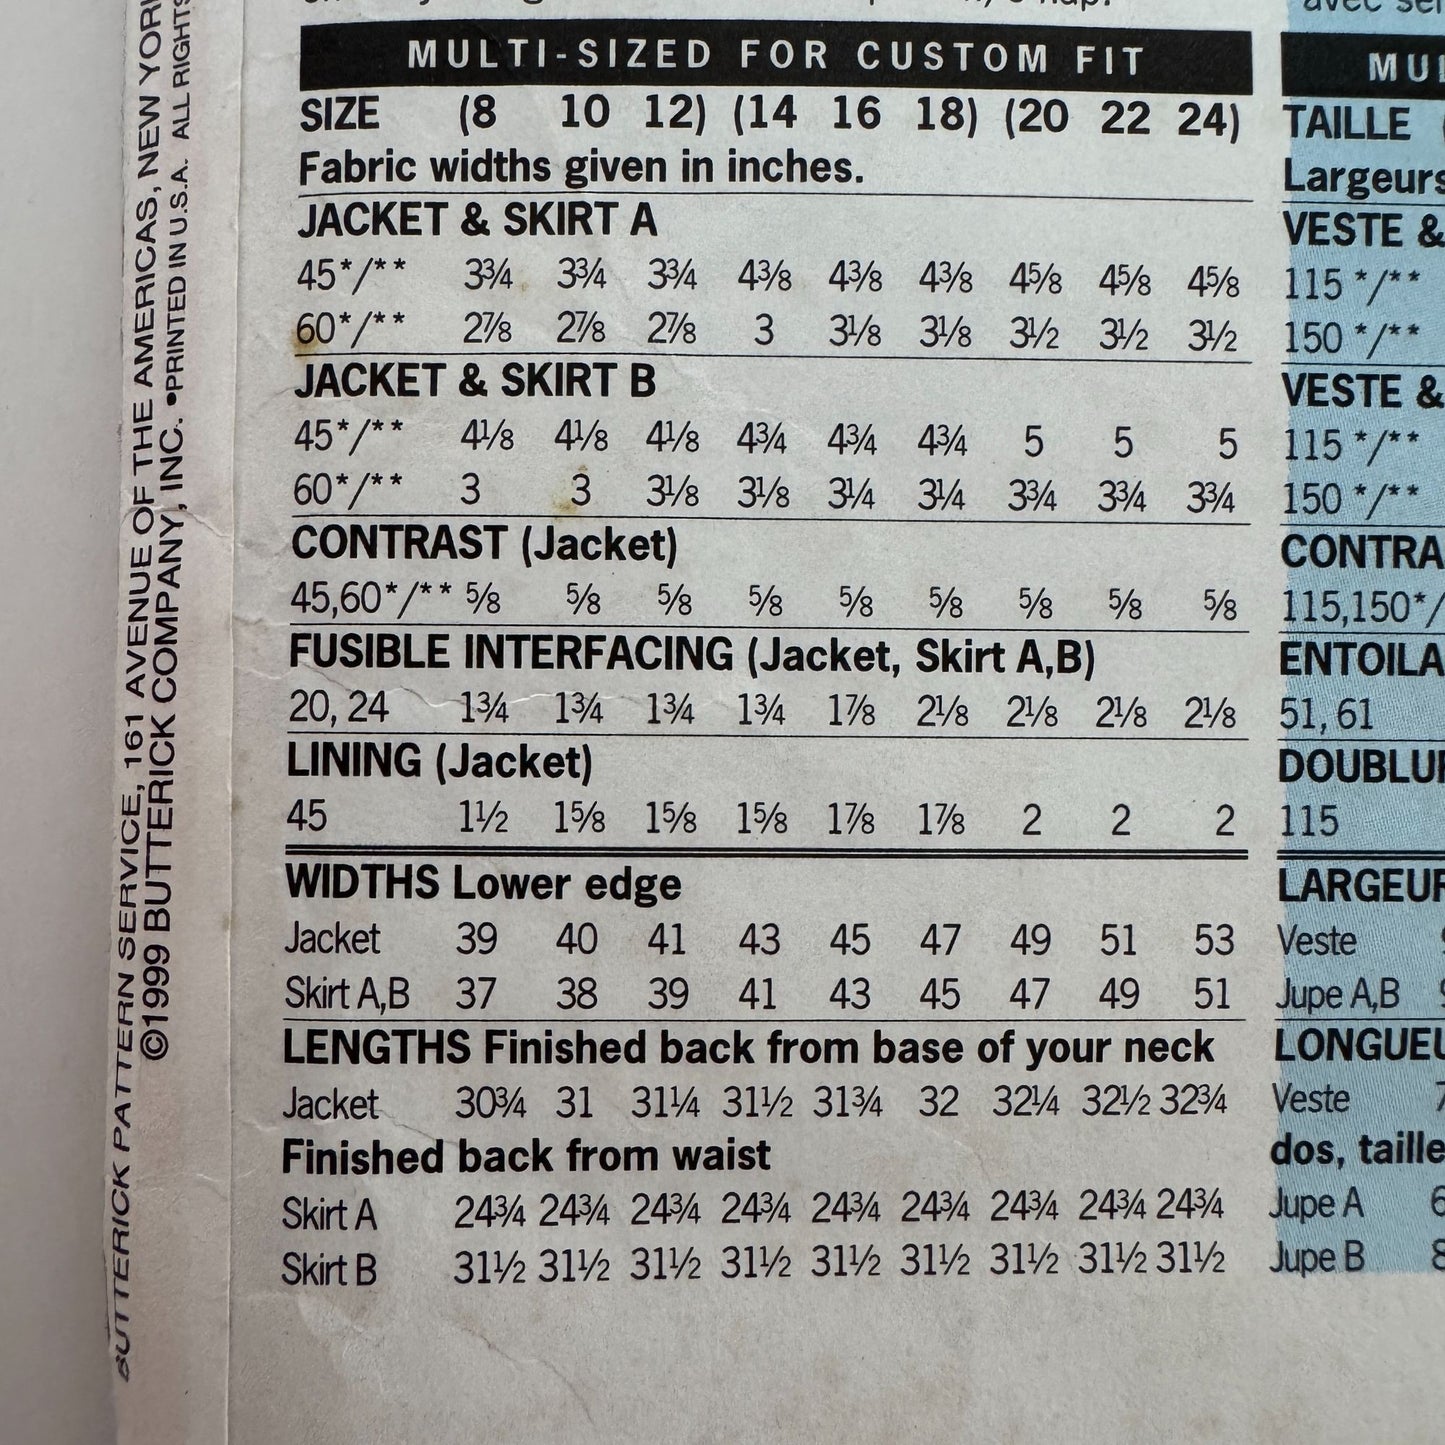 MULTI-SIZED FOR CUSTOM FIT
SIZE (8 10 12) (14 16 18) (20 22 24)
Fabric widths given in inches.
JACKET & SKIRT A
45*/** 3¾ 3¾ 3¾ 4⅜ 4⅜ 4⅜ 4⅝ 4⅝ 4⅝
60*/** 2⅞ 2⅞ 2⅞ 3 3⅛ 3⅛ 3½ 3½ 3½
JACKET & SKIRT B
45*/** 4⅛ 4⅛ 4⅛ 4¾ 4¾ 4¾ 5 5 5
60*/** 3 3 3⅛ 3⅛ 3¼ 3¼ 3¾ 3¾ 3¾
CONTRAST (Jacket)
45,60*/** ⅝ ⅝ ⅝ ⅝ ⅝ ⅝ ⅝ ⅝ ⅝
FUSIBLE INTERFACING (Jacket, Skirt A,B)
20, 24 1¾ 1¾ 1¾ 1¾ 1⅞ 2⅛ 2⅛ 2⅛ 2⅛
LINING (Jacket)
45 1½ 1⅝ 1⅝ 1⅝ 1⅞ 1⅞ 2 2 2
WIDTHS Lower edge
Jacket 39 40 41 43 45 47 49 51 53
Skirt A,B 37 38 39 41 43 45 47 49 51
LENGTHS Finished back from base of your neck
Jacket 30¾ 31 31¼ 31½ 31¾ 32 32¼ 32½ 32¾
Finished back from waist
Skirt A 24¾ 24¾ 24¾ 24¾ 24¾ 24¾ 24¾ 24¾ 24¾
Skirt B 31½ 31½ 31½ 31½ 31½ 31½ 31½ 31½ 31½
TAILLE
Largeurs
VESTE &
115 */**
150 */**
VESTE &
115 */**
150 */**
CONTRA
115,150*/
ENTOILA
51, 61
DOUBLU
115
LARGEUR
Veste
Jupe A,B
LONGUEU
Veste 7
dos, taille
Jupe A 6
Jupe B 8
BUTTERICK PATTERN SERVICE, 161 AVENUE OF THE AMERICAS, NEW YOR
©1999 BUTTERICK COMPANY, INC. •PRINTED IN U.S.A. ALL RIGHTS